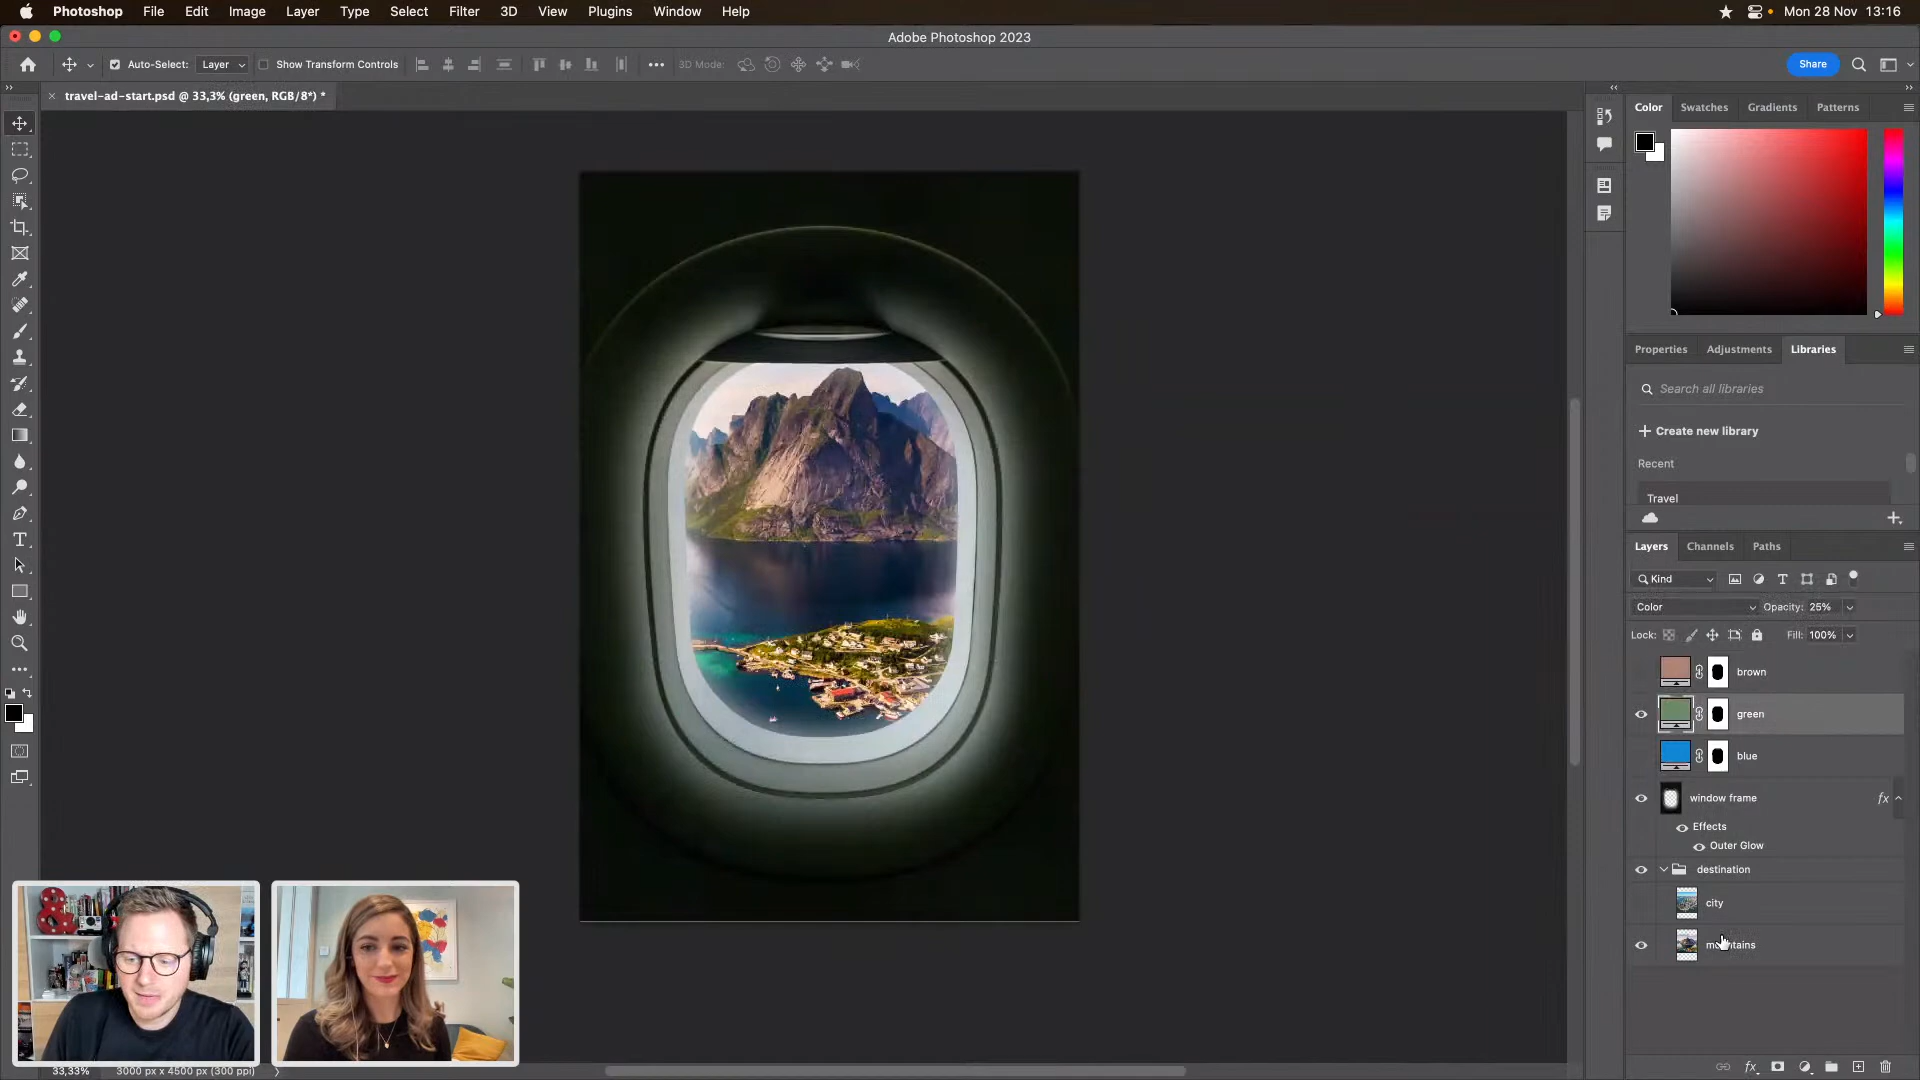 Photoshop File Edit Image Layer Type Select Filter 3D View Plugins Window Help Mon 28 Nov 13:16
Adobe Photoshop 2023
Auto-Select: Layer Show Transform Controls 3D Mode: Share
travel-ad-start.psd @ 33,3% (green, RGB/8*) *
Color Swatches Gradients Patterns
Properties Adjustments Libraries
Search all libraries
Create new library
Recent
Travel
Layers Channels Paths
Kind
Color Opacity: 25%
Lock: Fill: 100%
brown
green
blue
window frame fx
Effects
Outer Glow
destination
city
mountains
33,33% 3000 px x 4500 px (300 ppi)
fx